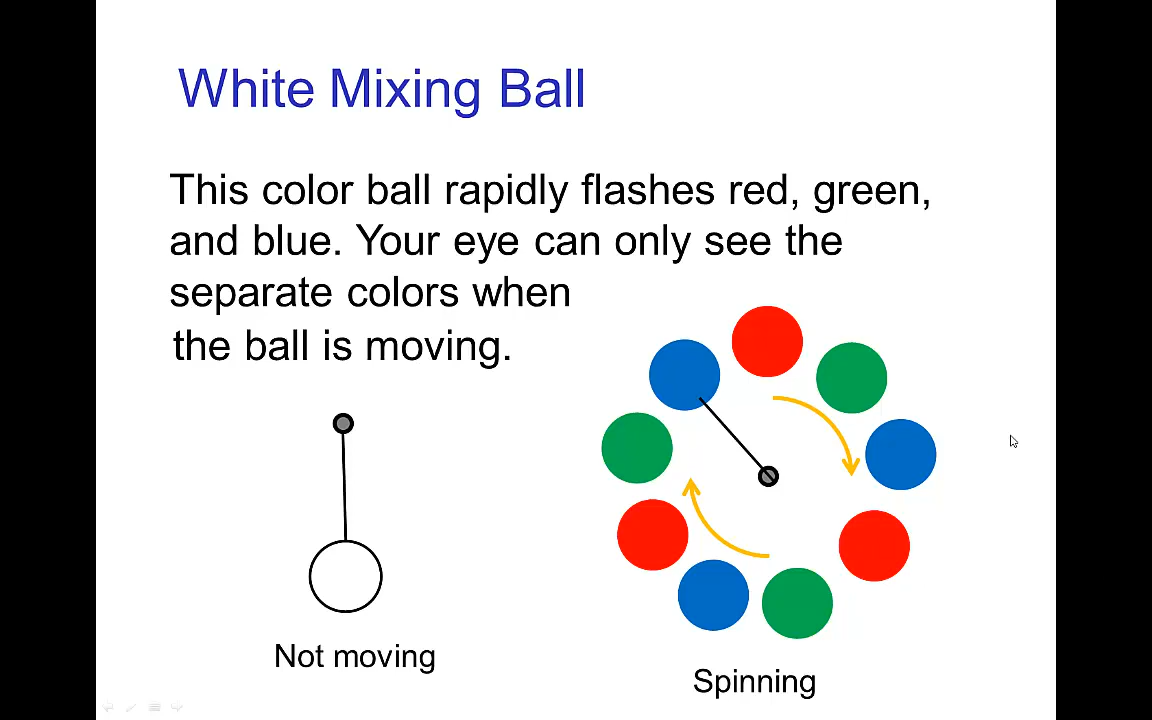 White Mixing Ball
This color ball rapidly flashes red, green,
and blue. Your eye can only see the
separate colors when
the ball is moving.
Not moving
Spinning